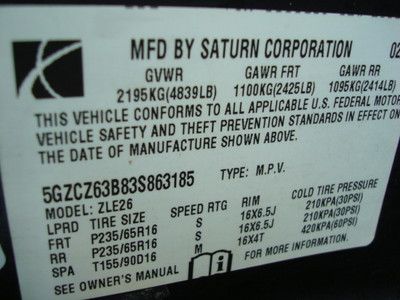 MFD BY SATURN CORPORATION 02
GVWR GAWR FRT GAWR RR
2195KG(4839LB) 1100KG(2425LB) 1095KG(2414LB)
THIS VEHICLE CONFORMS TO ALL APPLICABLE U.S. FEDERAL MOTOR
VEHICLE SAFETY AND THEFT PREVENTION STANDARDS IN EFFECT ON
THE DATE OF MANUFACTURE SHOWN ABOVE.
5GZCZ63B83S863185 TYPE: M.P.V.
MODEL: ZLE26
LPRD TIRE SIZE SPEED RTG RIM COLD TIRE PRESSURE
FRT P235/65R16 S 16X6.5J 210KPA(30PSI)
RR P235/65R16 S 16X6.5J 210KPA(30PSI)
SPA T155/90D16 M 16X4T 420KPA(60PSI)
SEE OWNER'S MANUAL FOR MORE INFORMATION.